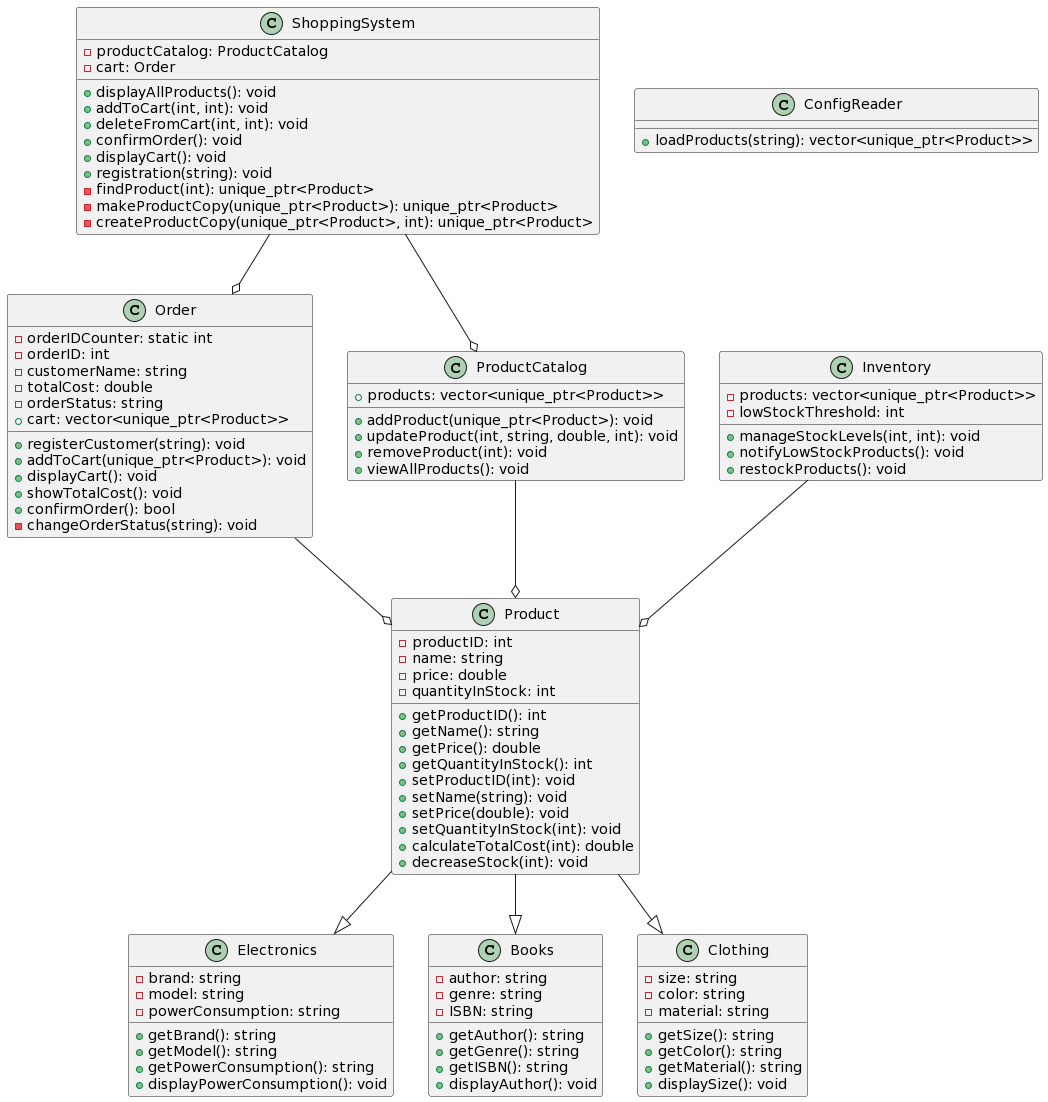 C ShoppingSystem
productCatalog: ProductCatalog
cart: Order
displayAllProducts(): void
addToCart(int, int): void
deleteFromCart(int, int): void
confirmOrder(): void
displayCart(): void
registration(string): void
findProduct(int): unique_ptr<Product>
makeProductCopy(unique_ptr<Product>): unique_ptr<Product>
createProductCopy(unique_ptr<Product>, int): unique_ptr<Product>
C ConfigReader
loadProducts(string): vector<unique_ptr<Product>>
C Order
orderIDCounter: static int
orderID: int
customerName: string
totalCost: double
orderStatus: string
cart: vector<unique_ptr<Product>>
registerCustomer(string): void
addToCart(unique_ptr<Product>): void
displayCart(): void
showTotalCost(): void
confirmOrder(): bool
changeOrderStatus(string): void
C ProductCatalog
products: vector<unique_ptr<Product>>
addProduct(unique_ptr<Product>): void
updateProduct(int, string, double, int): void
removeProduct(int): void
viewAllProducts(): void
C Inventory
products: vector<unique_ptr<Product>>
lowStockThreshold: int
manageStockLevels(int, int): void
notifyLowStockProducts(): void
restockProducts(): void
C Product
productID: int
name: string
price: double
quantityInStock: int
getProductID(): int
getName(): string
getPrice(): double
getQuantityInStock(): int
setProductID(int): void
setName(string): void
setPrice(double): void
setQuantityInStock(int): void
calculateTotalCost(int): double
decreaseStock(int): void
C Electronics
brand: string
model: string
powerConsumption: string
getBrand(): string
getModel(): string
getPowerConsumption(): string
displayPowerConsumption(): void
C Books
author: string
genre: string
ISBN: string
getAuthor(): string
getGenre(): string
getISBN(): string
displayAuthor(): void
C Clothing
size: string
color: string
material: string
getSize(): string
getColor(): string
getMaterial(): string
displaySize(): void